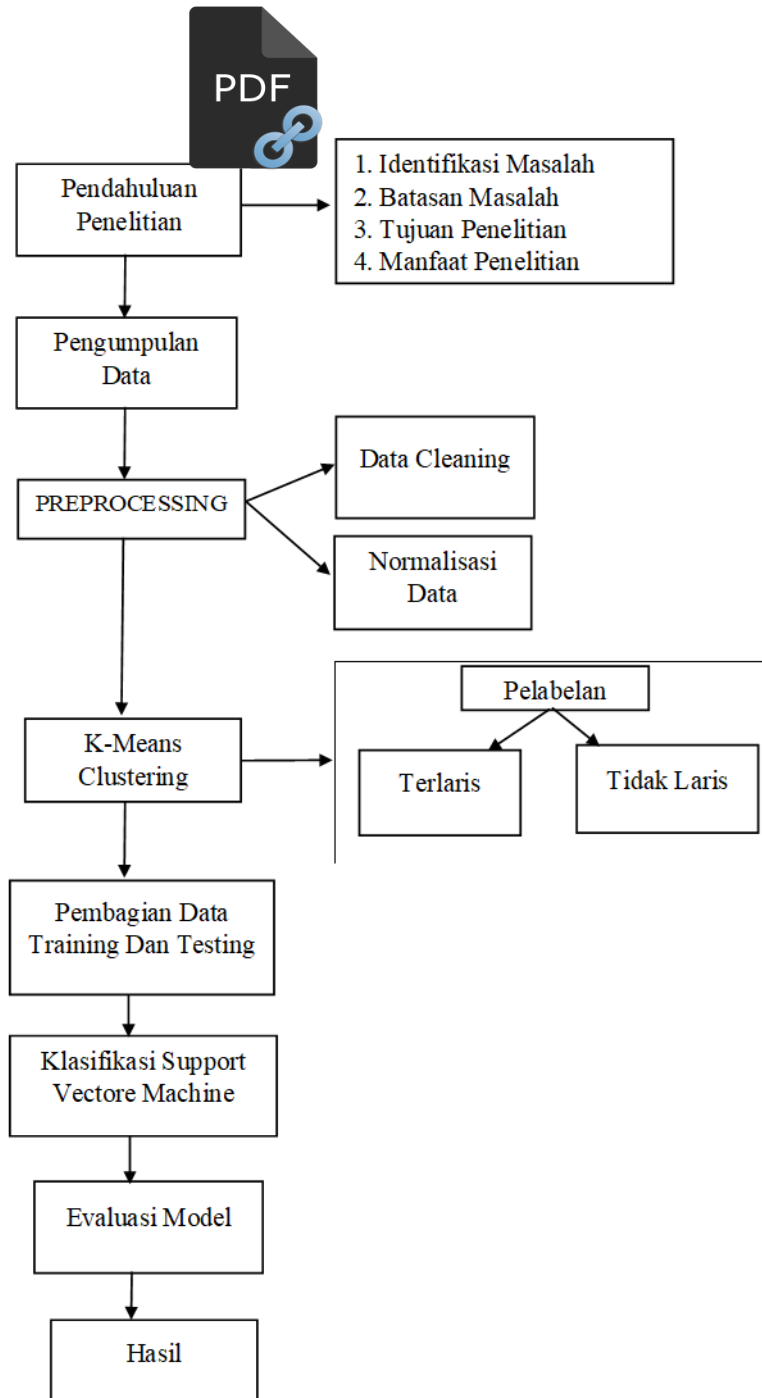 PDF
Pendahuluan
Penelitian
1. Identifikasi Masalah
2. Batasan Masalah
3. Tujuan Penelitian
4. Manfaat Penelitian
Pengumpulan
Data
PREPROCESSING
Data Cleaning
Normalisasi
Data
K-Means
Clustering
Pelabelan
Terlaris
Tidak Laris
Pembagian Data
Training Dan Testing
Klasifikasi Support
Vectore Machine
Evaluasi Model
Hasil